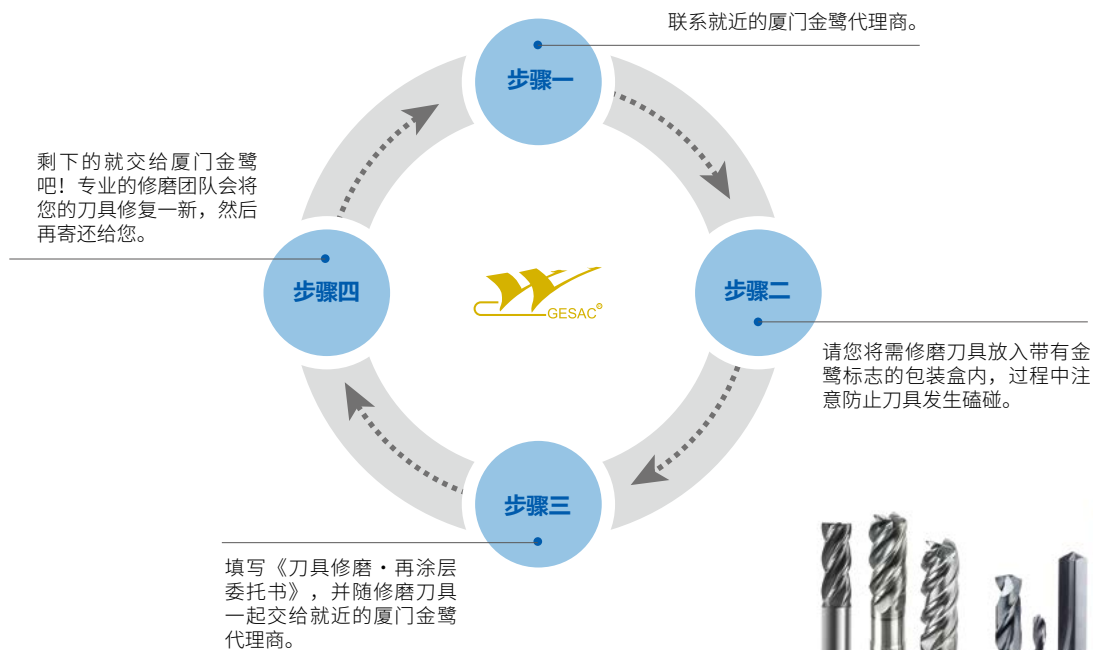 步骤一
联系就近的厦门金鹭代理商。
步骤二
请您将需修磨刀具放入带有金
鹭标志的包装盒内，过程中注
意防止刀具发生磕碰。
步骤三
填写《刀具修磨・再涂层
委托书》，并随修磨刀具
一起交给就近的厦门金鹭
代理商。
步骤四
剩下的就交给厦门金鹭
吧！专业的修磨团队会将
您的刀具修复一新，然后
再寄还给您。
GESAC®